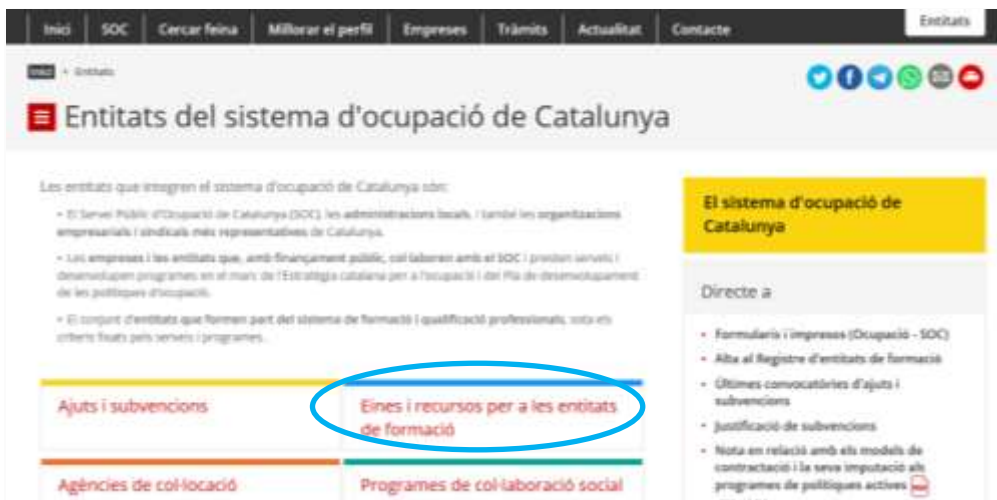 Inici SOC Cercar feina Millorar el perfil Empreses Tràmits Actualitat Contacte Entitats
Inici Entitats
Entitats del sistema d'ocupació de Catalunya
Les entitats que integren el sistema d'ocupació de Catalunya són:
• El Servei Públic d'Ocupació de Catalunya (SOC), les administracions locals, i també les organitzacions
empresarials i sindicals més representatives de Catalunya.
• Les empreses i les entitats que, amb finançament públic, col·laboren amb el SOC i presten serveis i
desenvolupen programes en el marc de l'Estratègia catalana per a l'ocupació i del Pla de desenvolupament
de les polítiques d'ocupació.
• El conjunt d'entitats que formen part del sistema de formació i qualificació professionals, sota els
criteris fixats pels serveis i programes.
Ajuts i subvencions
Eines i recursos per a les entitats
de formació
Agències de col·locació
Programes de col·laboració social
El sistema d'ocupació de
Catalunya
Directe a
• Formularis i impresos (Ocupació - SOC)
• Alta al Registre d'entitats de formació
• Últimes convocatòries d'ajuts i
subvencions
• Justificació de subvencions
• Nota en relació amb els models de
contractació i la seva imputació als
programes de polítiques actives